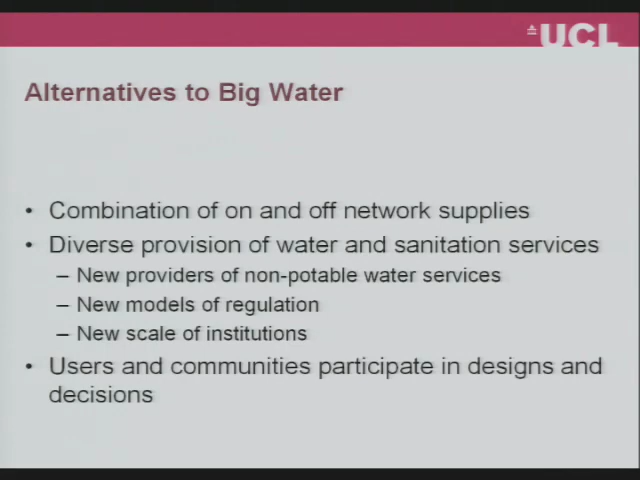 UCL
Alternatives to Big Water
• Combination of on and off network supplies
• Diverse provision of water and sanitation services
– New providers of non-potable water services
– New models of regulation
– New scale of institutions
• Users and communities participate in designs and
decisions